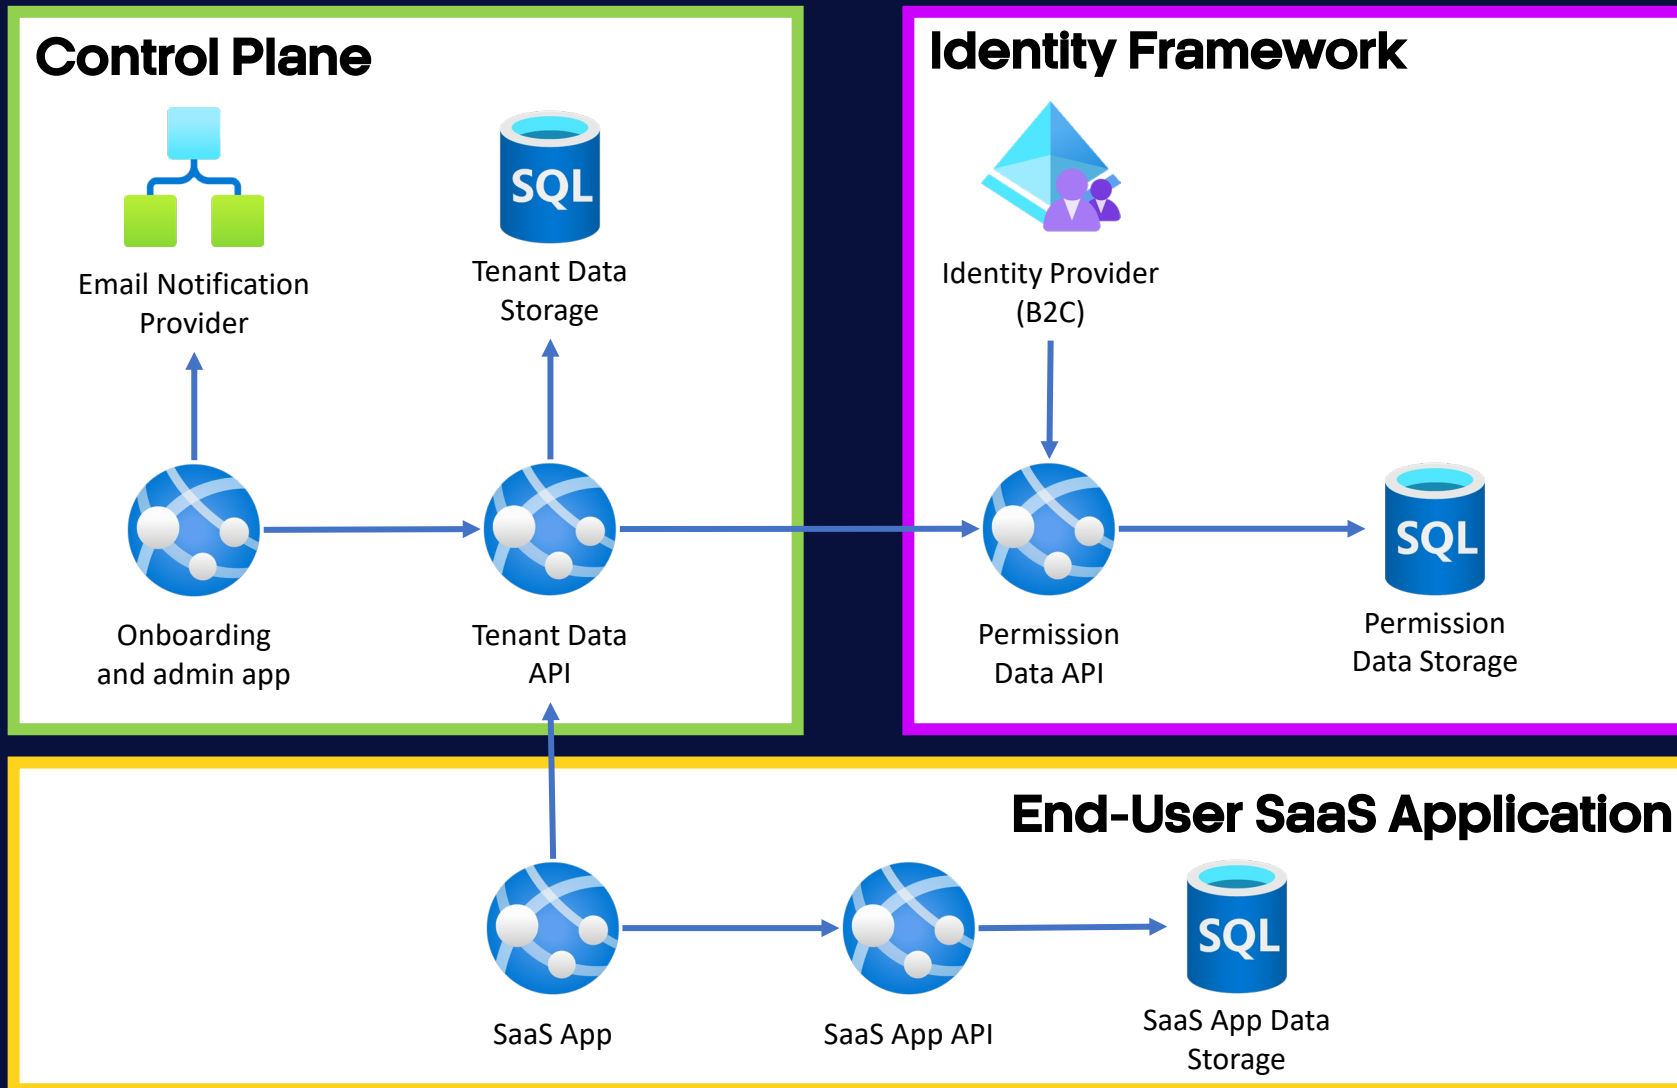 Control Plane
SQL
Email Notification
Provider
Tenant Data
Storage
Onboarding
and admin app
Tenant Data
API
Identity Framework
Identity Provider
(B2C)
Permission
Data API
SQL
Permission
Data Storage
End-User SaaS Application
SaaS App
SaaS App API
SQL
SaaS App Data
Storage